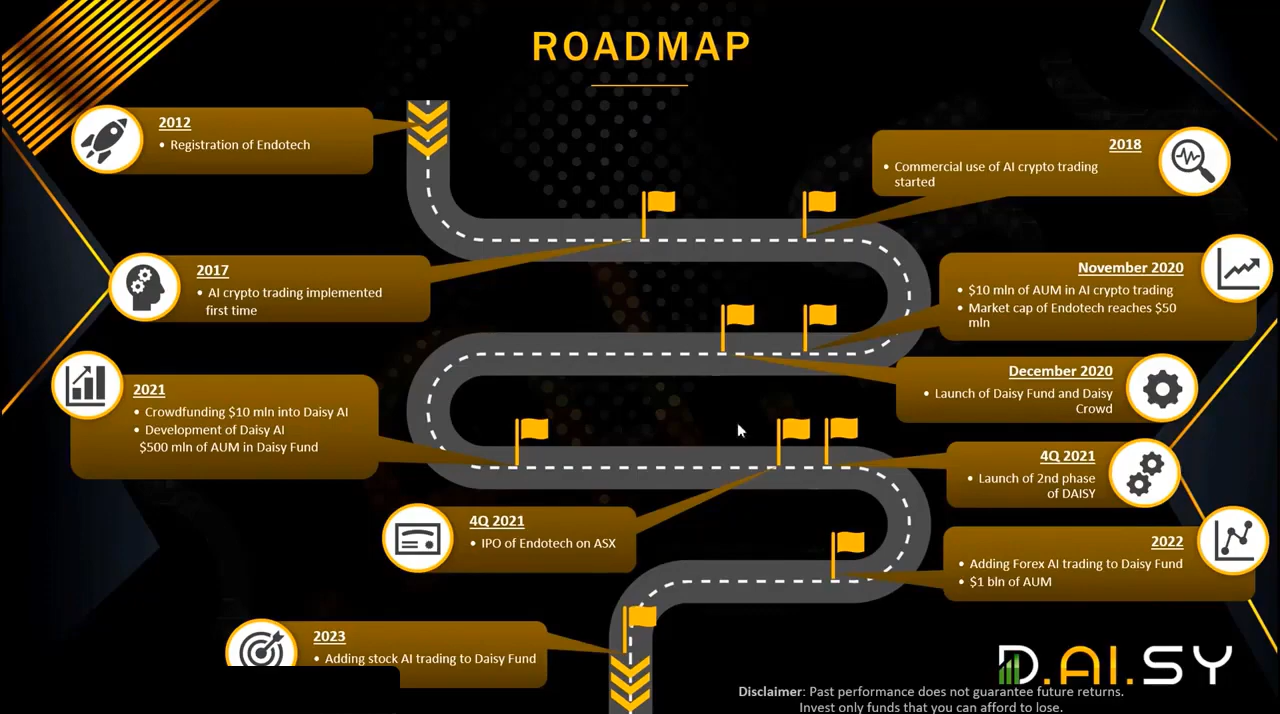 ROADMAP
2012
• Registration of Endotech
2018
• Commercial use of AI crypto trading
started
2017
• AI crypto trading implemented
first time
November 2020
• $10 mln of AUM in AI crypto trading
• Market cap of Endotech reaches $50
mln
December 2020
• Launch of Daisy Fund and Daisy
Crowd
2021
• Crowdfunding $10 mln into Daisy AI
• Development of Daisy AI
$500 mln of AUM in Daisy Fund
4Q 2021
• Launch of 2nd phase
of DAISY
4Q 2021
• IPO of Endotech on ASX
2022
• Adding Forex AI trading to Daisy Fund
• $1 bln of AUM
2023
• Adding stock AI trading to Daisy Fund
D.AI.SY
Disclaimer: Past performance does not guarantee future returns.
Invest only funds that you can afford to lose.